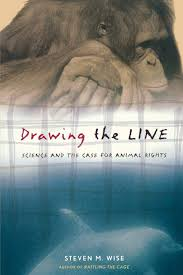 Drawing the LINE
SCIENCE AND THE CASE FOR ANIMAL RIGHTS
STEVEN M. WISE
AUTHOR OF RATTLING THE CAGE